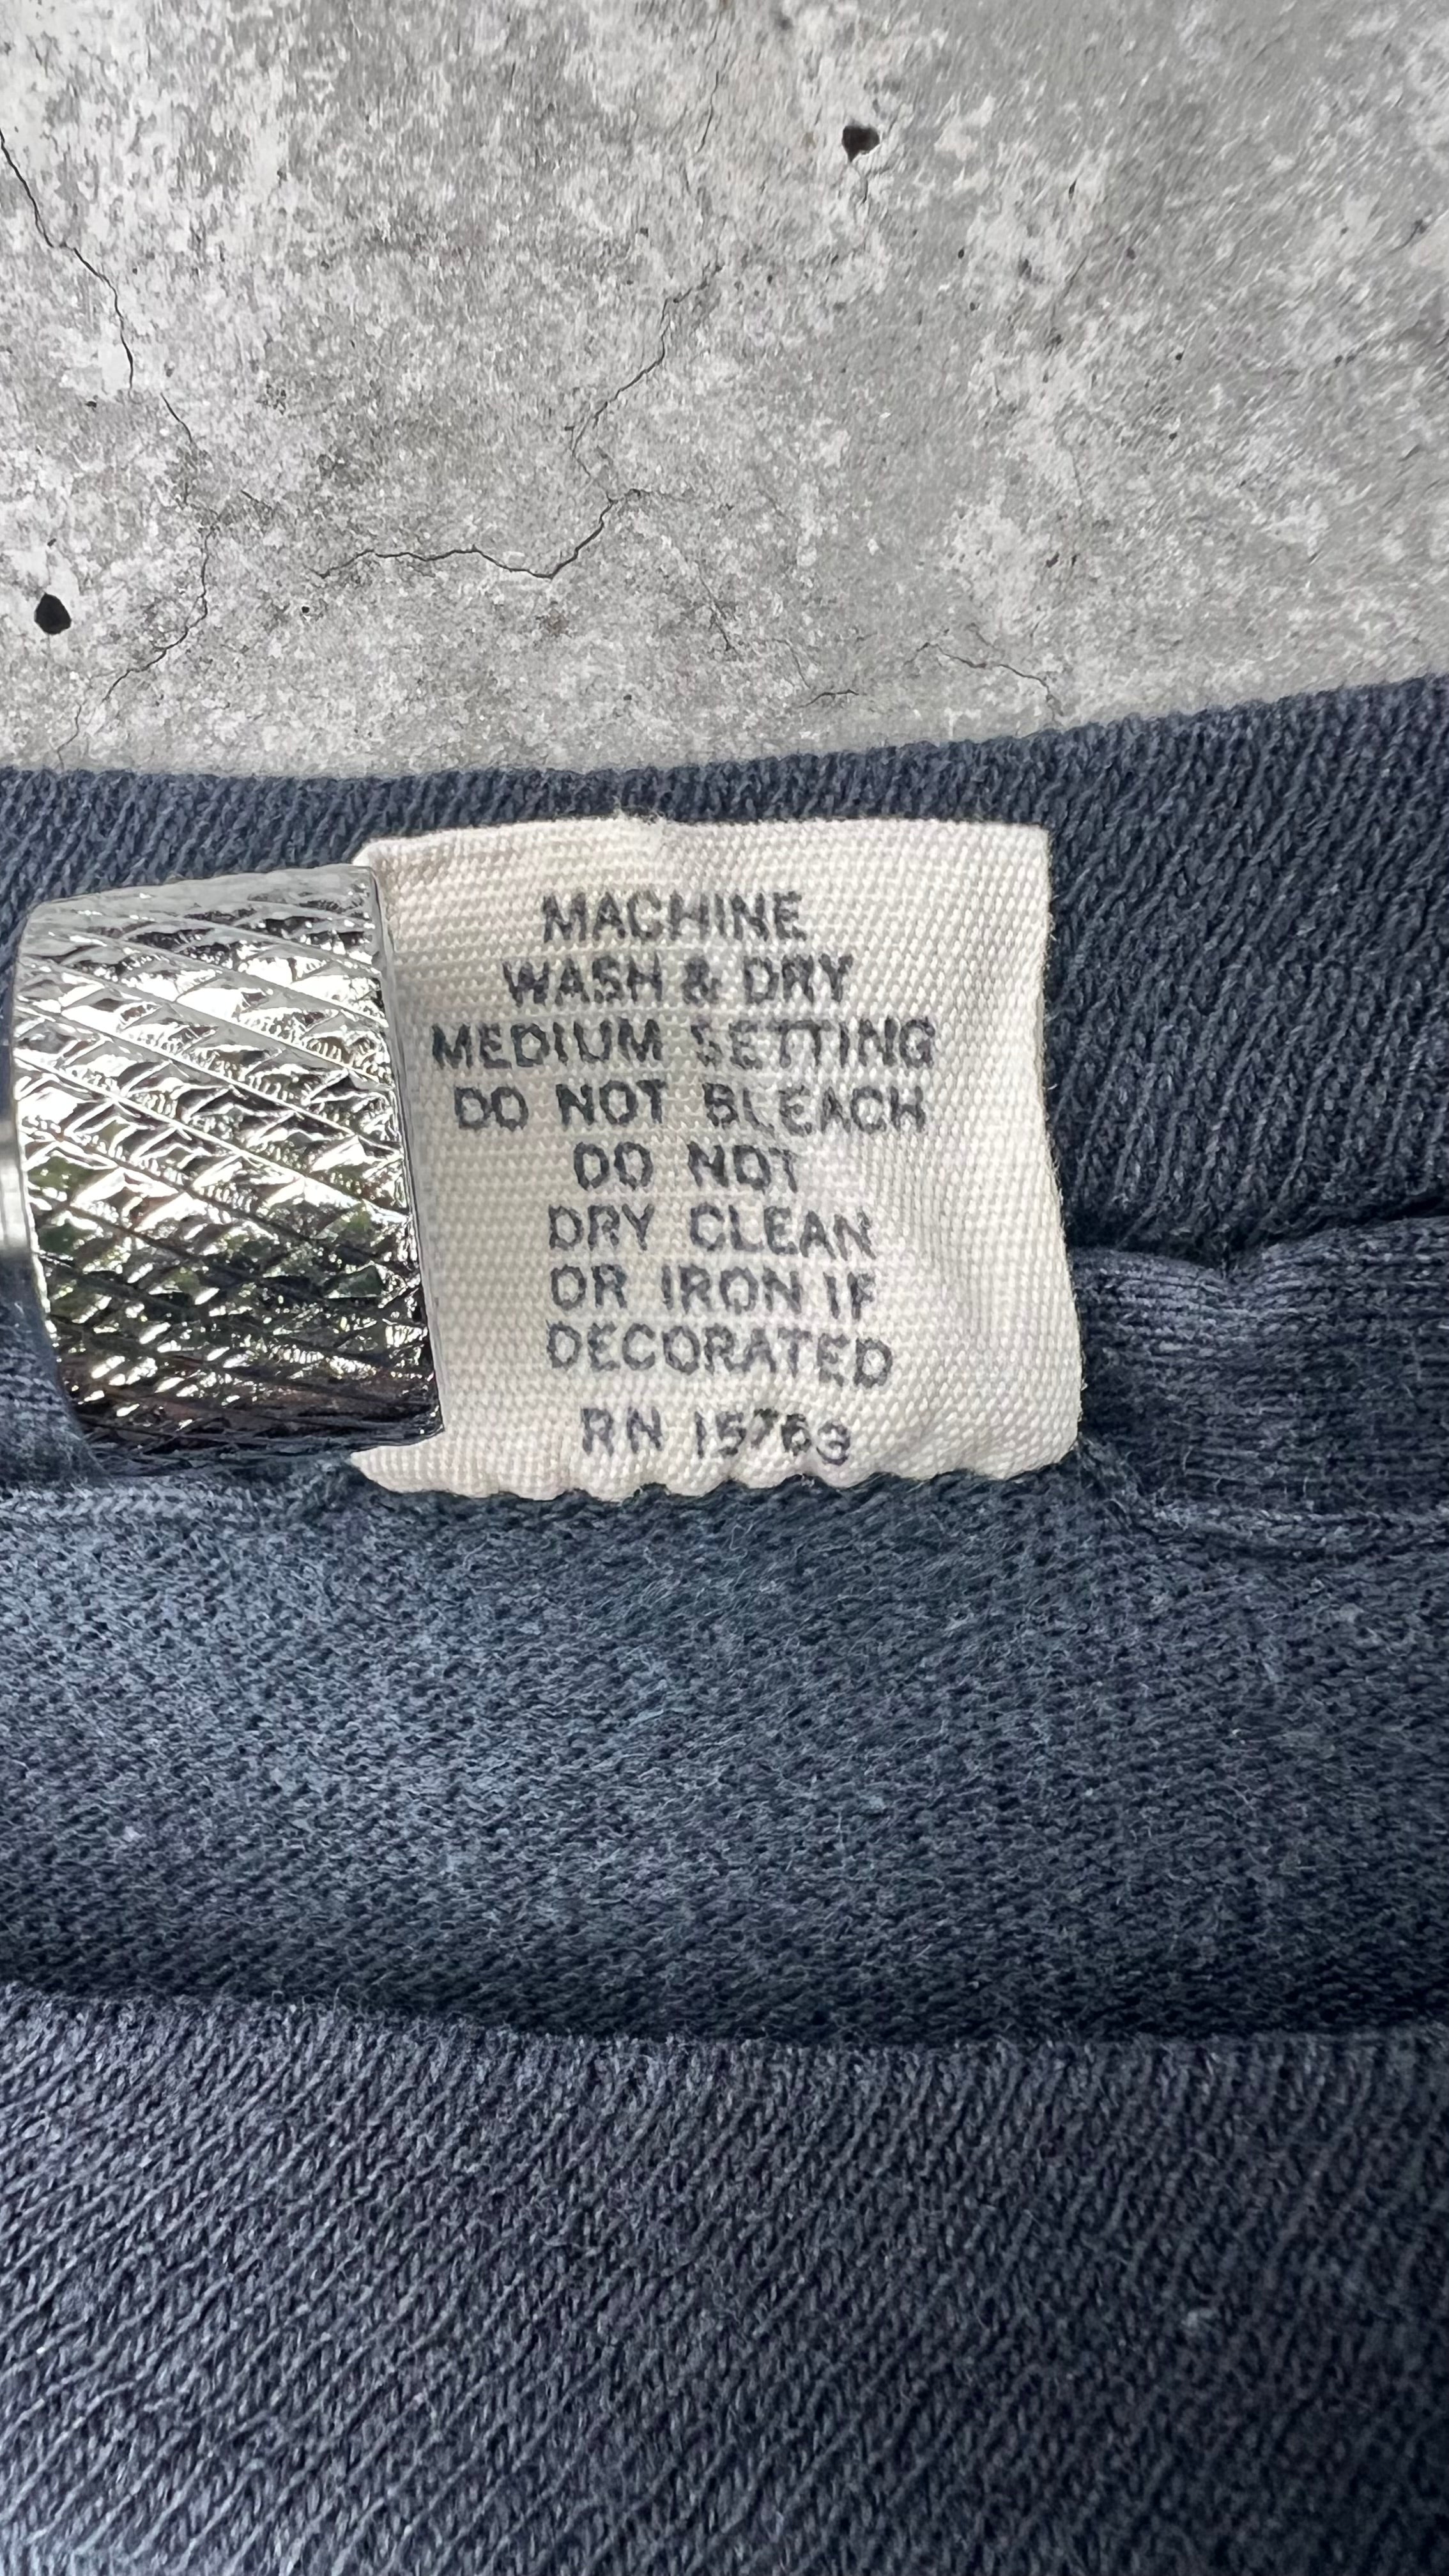 MACHINE
WASH & DRY
MEDIUM SETTING
DO NOT BLEACH
DO NOT
DRY CLEAN
OR IRON IF
DECORATED
RN 15763